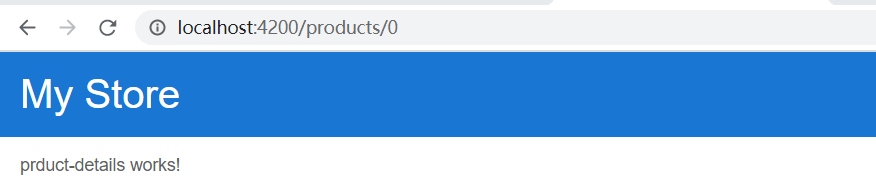 localhost:4200/products/0
My Store
prduct-details works!